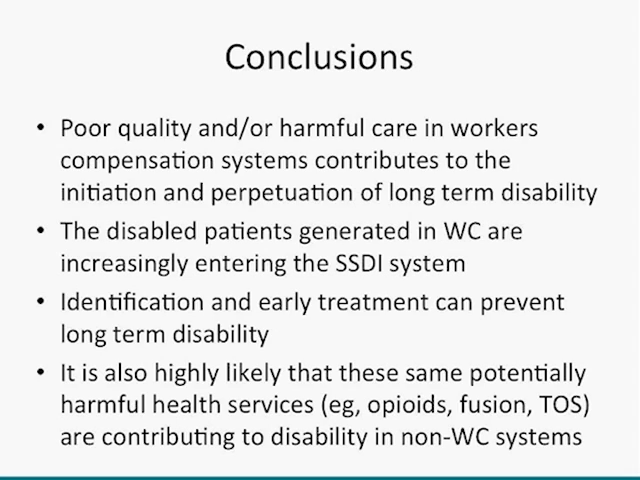 Conclusions
• Poor quality and/or harmful care in workers
compensation systems contributes to the
initiation and perpetuation of long term disability
• The disabled patients generated in WC are
increasingly entering the SSDI system
• Identification and early treatment can prevent
long term disability
• It is also highly likely that these same potentially
harmful health services (eg, opioids, fusion, TOS)
are contributing to disability in non-WC systems